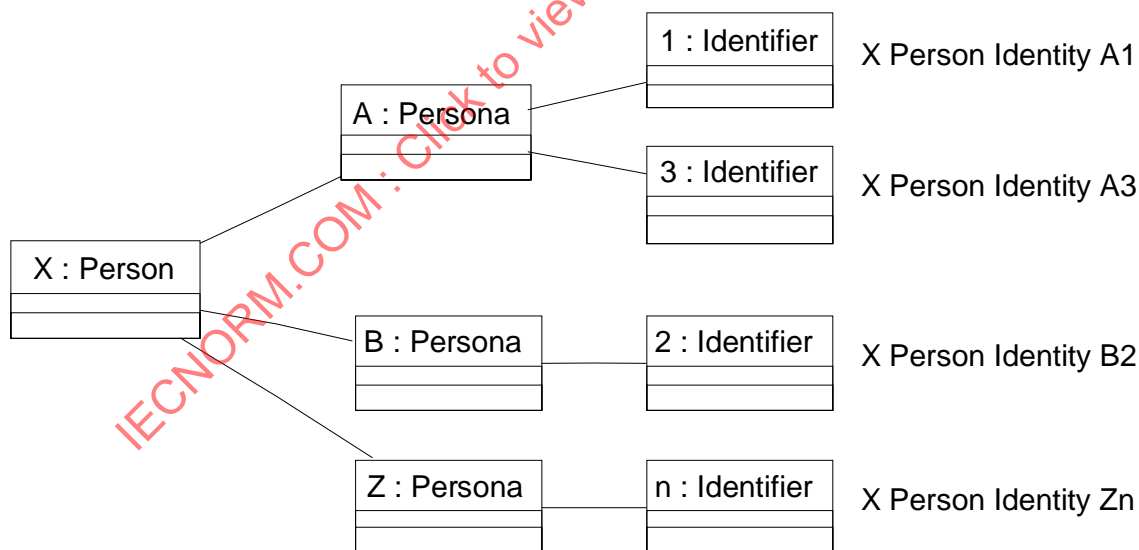 1 : Identifier
X Person Identity A1
A : Persona
3 : Identifier
X Person Identity A3
X : Person
B : Persona
2 : Identifier
X Person Identity B2
Z : Persona
n : Identifier
X Person Identity Zn
IECNORM.COM : Click to view